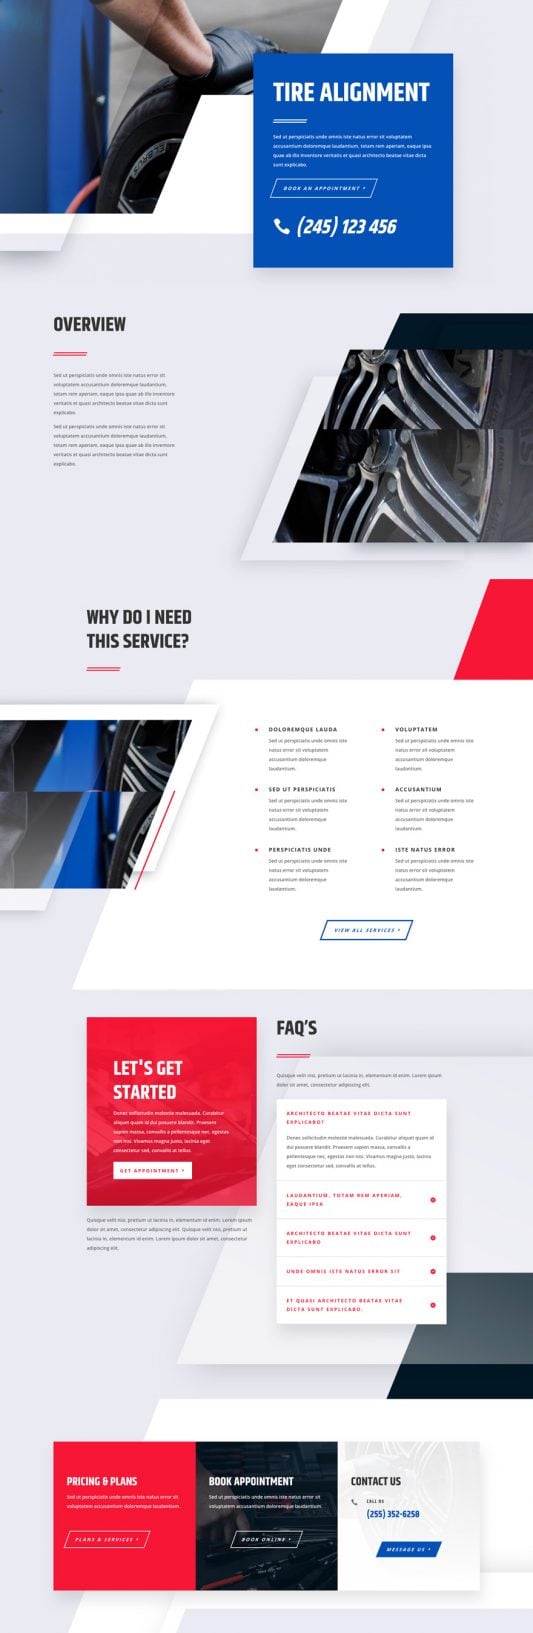 TIRE ALIGNMENT
Sed ut perspiciatis unde omnis iste natus error sit voluptatem
accusantium doloremque laudantium, totam rem aperiam, eaque ipsa
quae ab illo inventore veritatis et quasi architecto beatae vitae dicta
sunt explicabo.
BOOK AN APPOINTMENT
(245) 123 456
OVERVIEW
Sed ut perspiciatis unde omnis iste natus error sit
voluptatem accusantium doloremque laudantium,
totam rem aperiam, eaque ipsa quae ab illo inventore
veritatis et quasi architecto beatae vitae dicta sunt
explicabo.
Sed ut perspiciatis unde omnis iste natus error sit
voluptatem accusantium doloremque laudantium,
totam rem aperiam, eaque ipsa quae ab illo inventore
veritatis et quasi architecto beatae vitae dicta sunt
explicabo.
WHY DO I NEED
THIS SERVICE?
DOLOREMQUE LAUDA
Sed ut perspiciatis unde omnis iste
natus error sit voluptatem
accusantium doloremque
laudantium.
VOLUPTATEM
Sed ut perspiciatis unde omnis iste
natus error sit voluptatem
accusantium doloremque
laudantium.
SED UT PERSPICIATIS
Sed ut perspiciatis unde omnis iste
natus error sit voluptatem
accusantium doloremque
laudantium.
ACCUSANTIUM
Sed ut perspiciatis unde omnis iste
natus error sit voluptatem
accusantium doloremque
laudantium.
PERSPICIATIS UNDE
Sed ut perspiciatis unde omnis iste
natus error sit voluptatem
accusantium doloremque
laudantium.
ISTE NATUS ERROR
Sed ut perspiciatis unde omnis iste
natus error sit voluptatem
accusantium doloremque
laudantium.
VIEW ALL SERVICES
LET'S GET
STARTED
Donec sollicitudin molestie malesuada. Curabitur
aliquet quam id dui posuere blandit. Praesent
sapien massa, convallis a pellentesque nec, egestas
non nisi. Vivamus magna justo, lacinia eget
consectetur sed, convallis at tellus.
GET APPOINTMENT
Quisque velit nisi, pretium ut lacinia in, elementum id enim. Lorem ipsum
dolor sit amet, consectetur adipiscing elit. Quisque velit nisi, pretium ut
lacinia in, elementum id enim. Lorem ipsum dolor sit amet, consectetur
adipiscing elit.
FAQ'S
Quisque velit nisi, pretium ut lacinia in, elementum id enim. Lorem ipsum
dolor sit amet, consectetur adipiscing elit.
ARCHITECTO BEATAE VITAE DICTA SUNT
EXPLICABO?
Donec sollicitudin molestie malesuada. Curabitur aliquet quam id
dui posuere blandit. Praesent sapien massa, convallis a
pellentesque nec, egestas non nisi. Vivamus magna justo, lacinia
eget consectetur sed, convallis at tellus.
LAUDANTIUM, TOTAM REM APERIAM,
EAQUE IPSA
ARCHITECTO BEATAE VITAE DICTA SUNT
EXPLICABO
UNDE OMNIS ISTE NATUS ERROR SIT
ET QUASI ARCHITECTO BEATAE VITAE
DICTA SUNT EXPLICABO.
PRICING & PLANS
Sed ut perspiciatis unde omnis iste natus error sit
voluptatem accusantium doloremque laudantium.
PLANS & SERVICES
BOOK APPOINTMENT
Sed ut perspiciatis unde omnis iste natus error sit
voluptatem accusantium doloremque laudantium.
BOOK ONLINE
CONTACT US
CALL US
(255) 352-6258
MESSAGE US